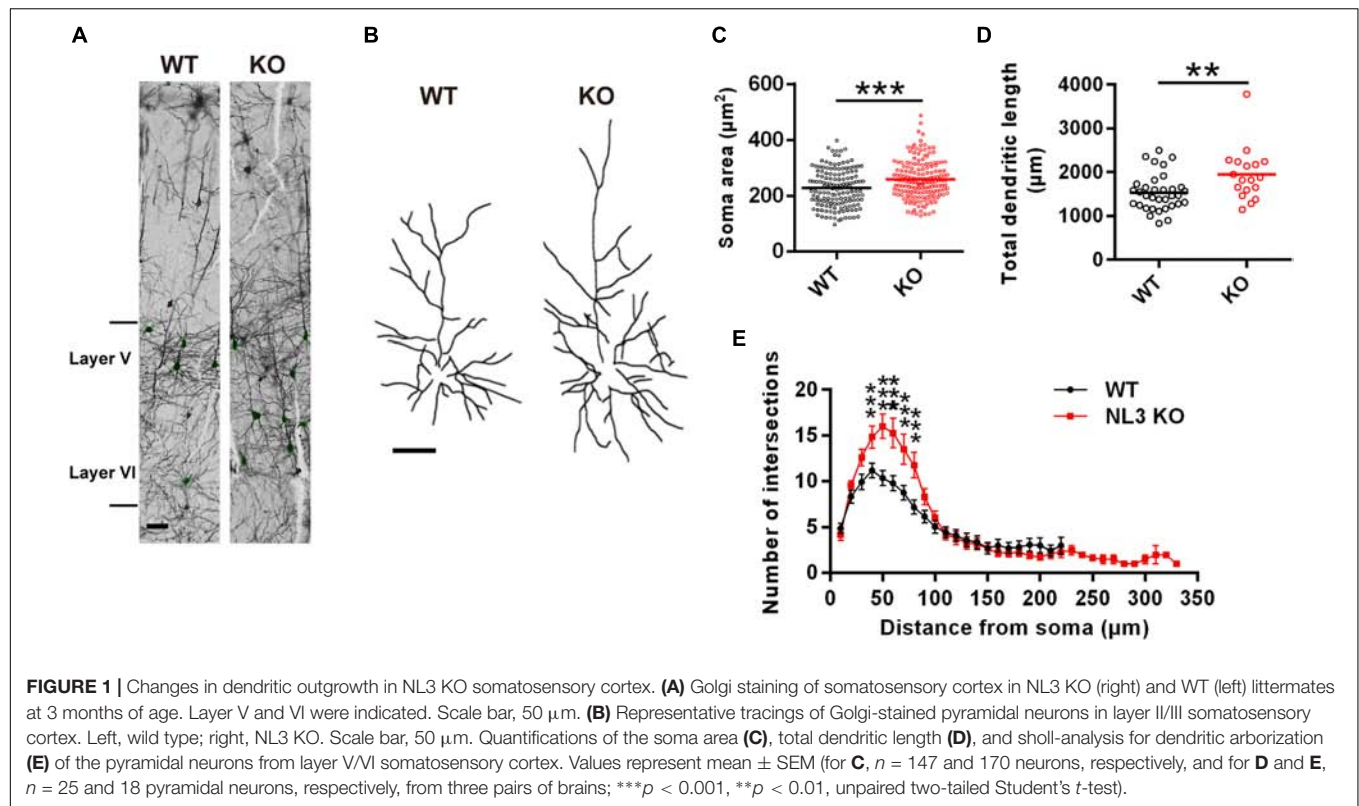 A
WT KO
Layer V
Layer VI
B
WT KO
C
Soma area (µm²)
600
400
200
0
***
WT KO
D
Total dendritic length
(µm)
4000
3000
2000
1000
0
**
WT KO
E
Number of intersections
20
15
10
5
0
*** *** *** *** ***
WT
NL3 KO
0 50 100 150 200 250 300 350
Distance from soma (µm)
FIGURE 1 | Changes in dendritic outgrowth in NL3 KO somatosensory cortex. (A) Golgi staining of somatosensory cortex in NL3 KO (right) and WT (left) littermates
at 3 months of age. Layer V and VI were indicated. Scale bar, 50 µm. (B) Representative tracings of Golgi-stained pyramidal neurons in layer II/III somatosensory
cortex. Left, wild type; right, NL3 KO. Scale bar, 50 µm. Quantifications of the soma area (C), total dendritic length (D), and sholl-analysis for dendritic arborization
(E) of the pyramidal neurons from layer V/VI somatosensory cortex. Values represent mean ± SEM (for C, n = 147 and 170 neurons, respectively, and for D and E,
n = 25 and 18 pyramidal neurons, respectively, from three pairs of brains; ***p < 0.001, **p < 0.01, unpaired two-tailed Student's t-test).